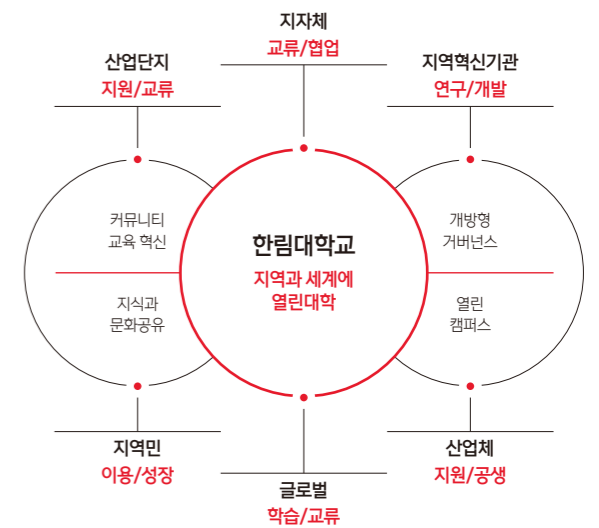 지자체
교류/협업
산업단지
지원/교류
지역혁신기관
연구/개발
커뮤니티
교육 혁신
지식과
문화공유
한림대학교
지역과 세계에
열린대학
개방형
거버넌스
열린
캠퍼스
지역민
이용/성장
글로벌
학습/교류
산업체
지원/공생